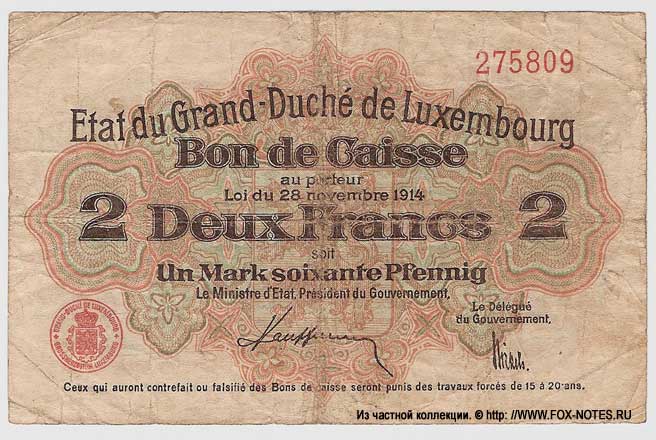 275809
Etat du Grand-Duché de Luxembourg
Bon de Caisse
au porteur
Loi du 28 novembre 1914
2 Deux Francs 2
soit
Un Mark soixante Pfennig
Le Ministre d'Etat, Président du Gouvernement,
Le Délégué
du Gouvernement,
Ceux qui auront contrefait ou falsifié des Bons de caisse seront punis des travaux forcés de 15 à 20 ans.
Из частной коллекции. © http: //WWW.FOX-NOTES.RU